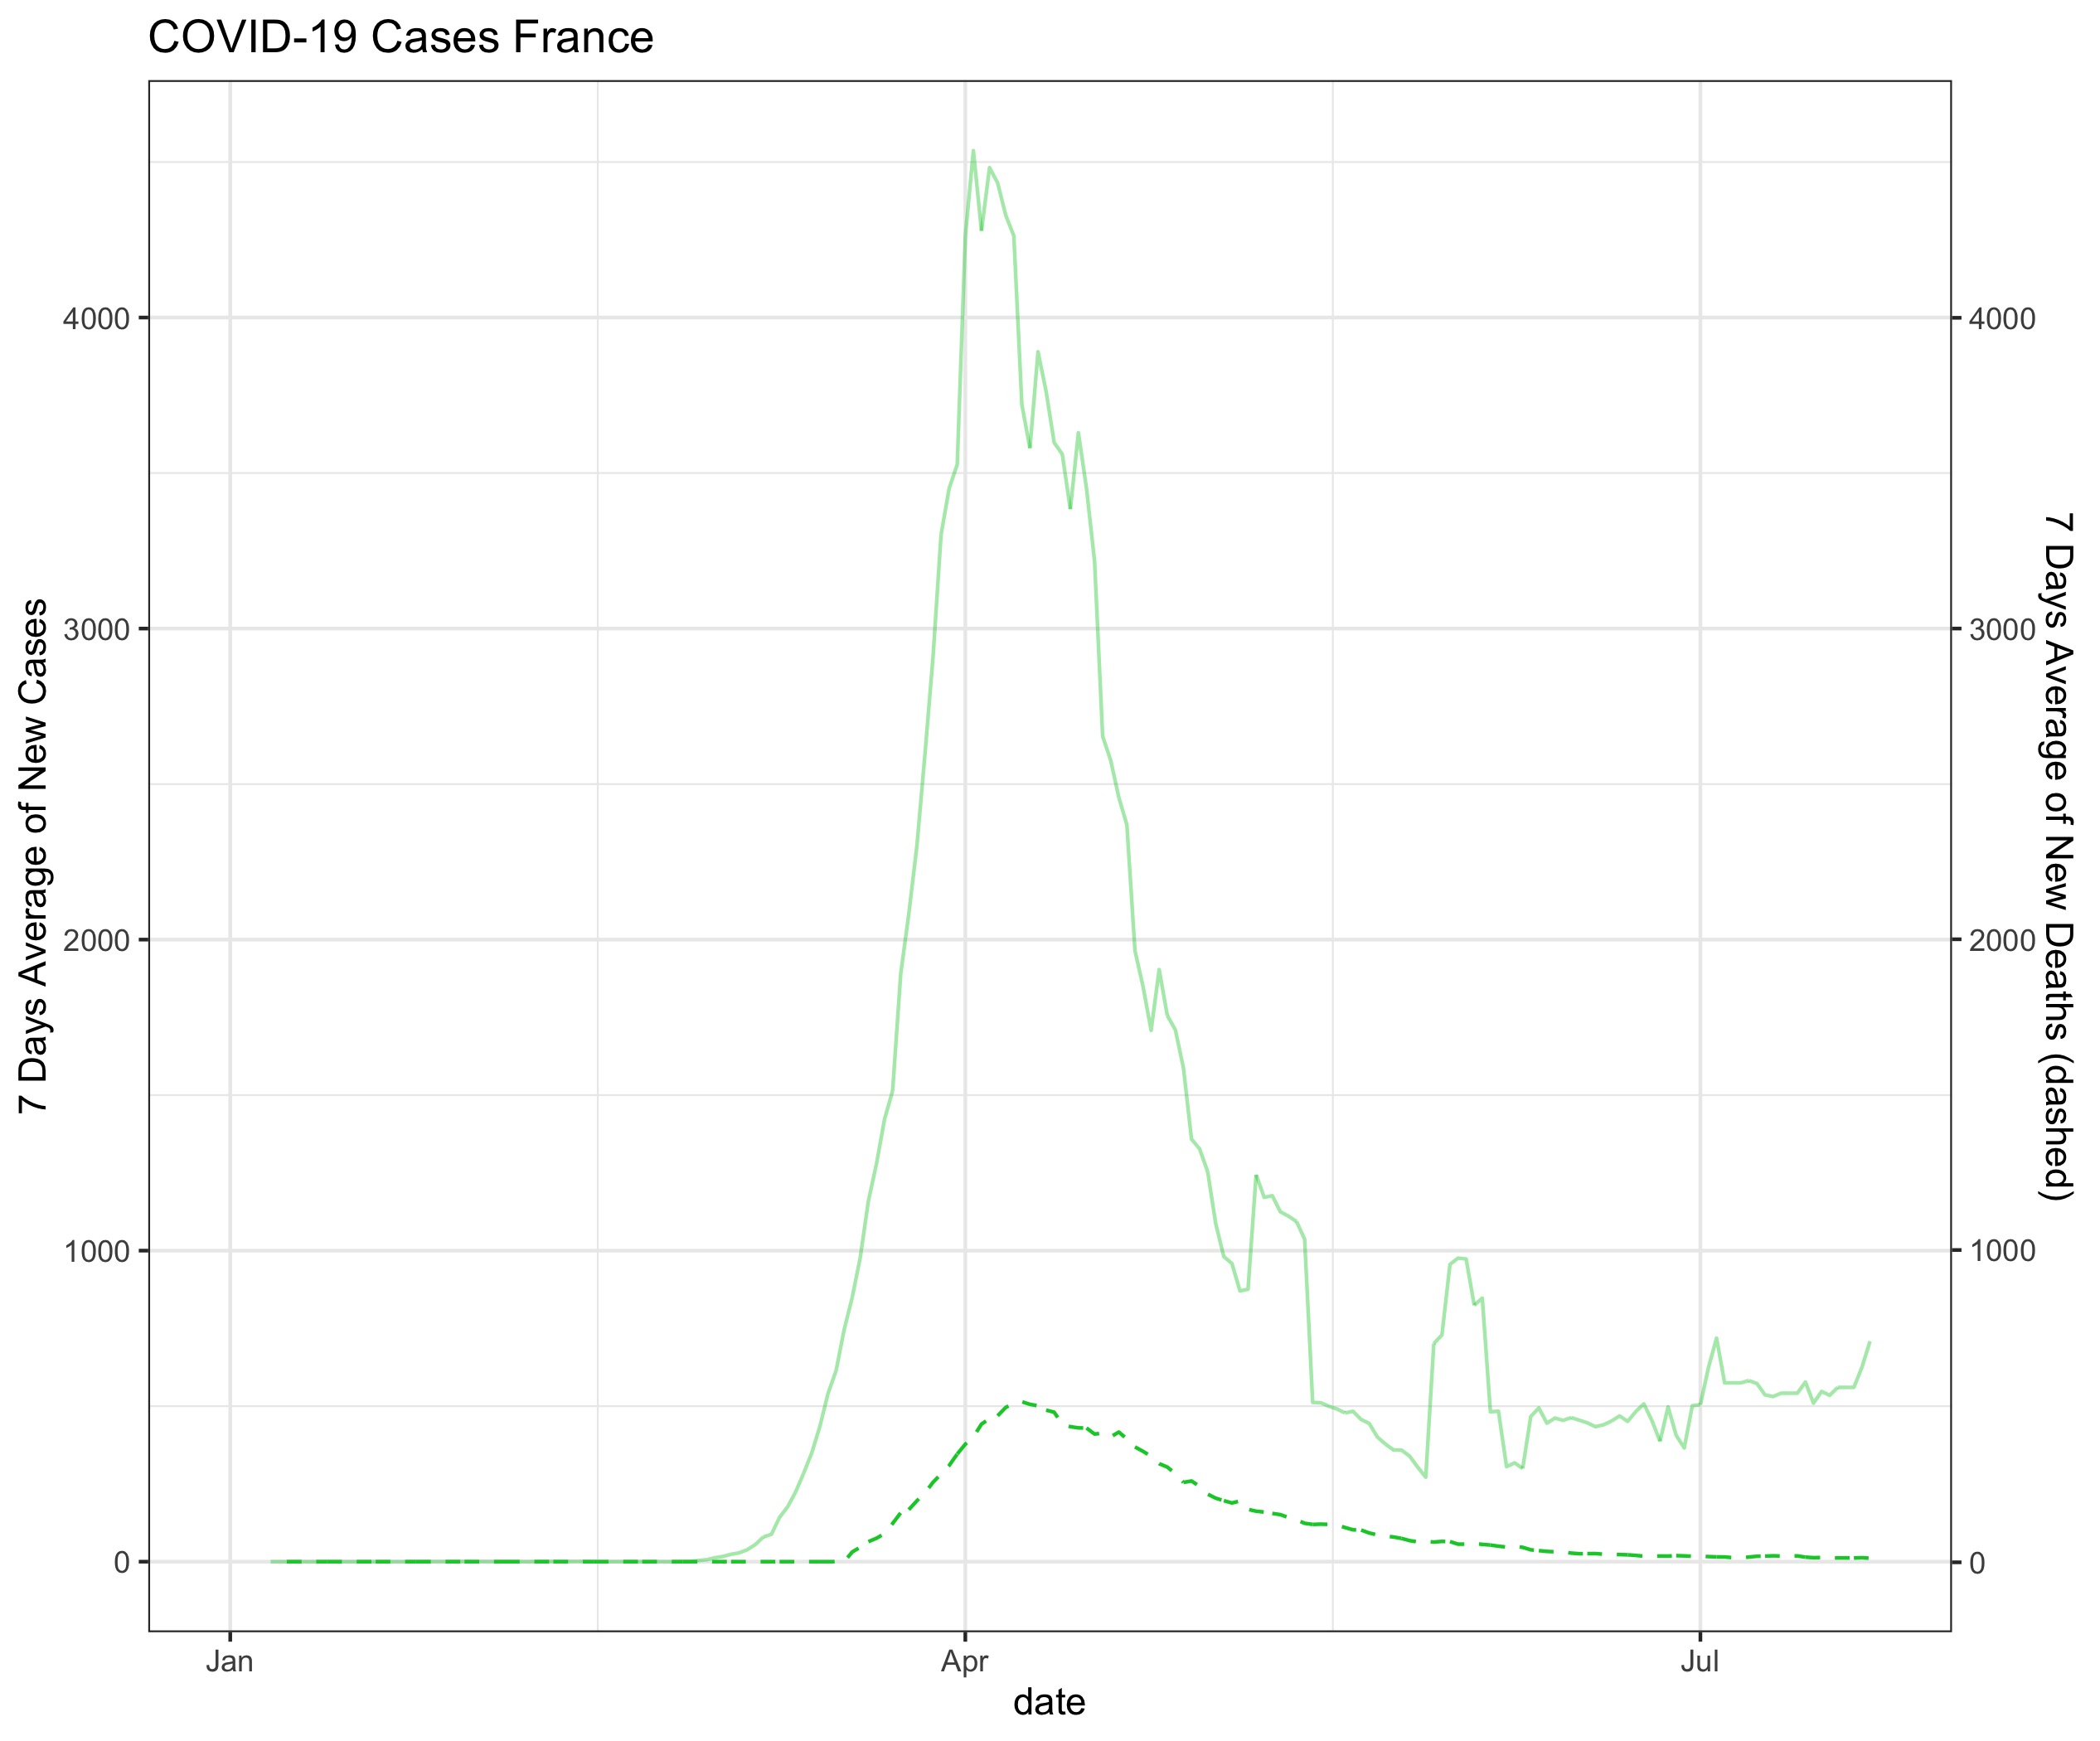 COVID-19 Cases France
7 Days Average of New Cases
4000
3000
2000
1000
0
4000
3000
2000
1000
0
7 Days Average of New Deaths (dashed)
Jan
Apr
Jul
date